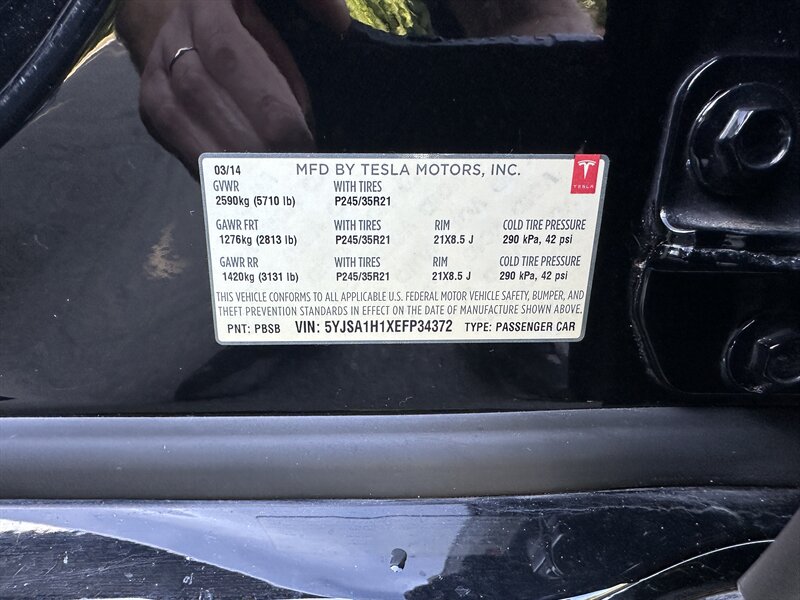 03/14 MFD BY TESLA MOTORS, INC.
TESLA
GVWR WITH TIRES
2590kg (5710 lb) P245/35R21
GAWR FRT WITH TIRES RIM COLD TIRE PRESSURE
1276kg (2813 lb) P245/35R21 21X8.5 J 290 kPa, 42 psi
GAWR RR WITH TIRES RIM COLD TIRE PRESSURE
1420kg (3131 lb) P245/35R21 21X8.5 J 290 kPa, 42 psi
THIS VEHICLE CONFORMS TO ALL APPLICABLE U.S. FEDERAL MOTOR VEHICLE SAFETY, BUMPER, AND
THEFT PREVENTION STANDARDS IN EFFECT ON THE DATE OF MANUFACTURE SHOWN ABOVE.
PNT: PBSB VIN: 5YJSA1H1XEFP34372 TYPE: PASSENGER CAR